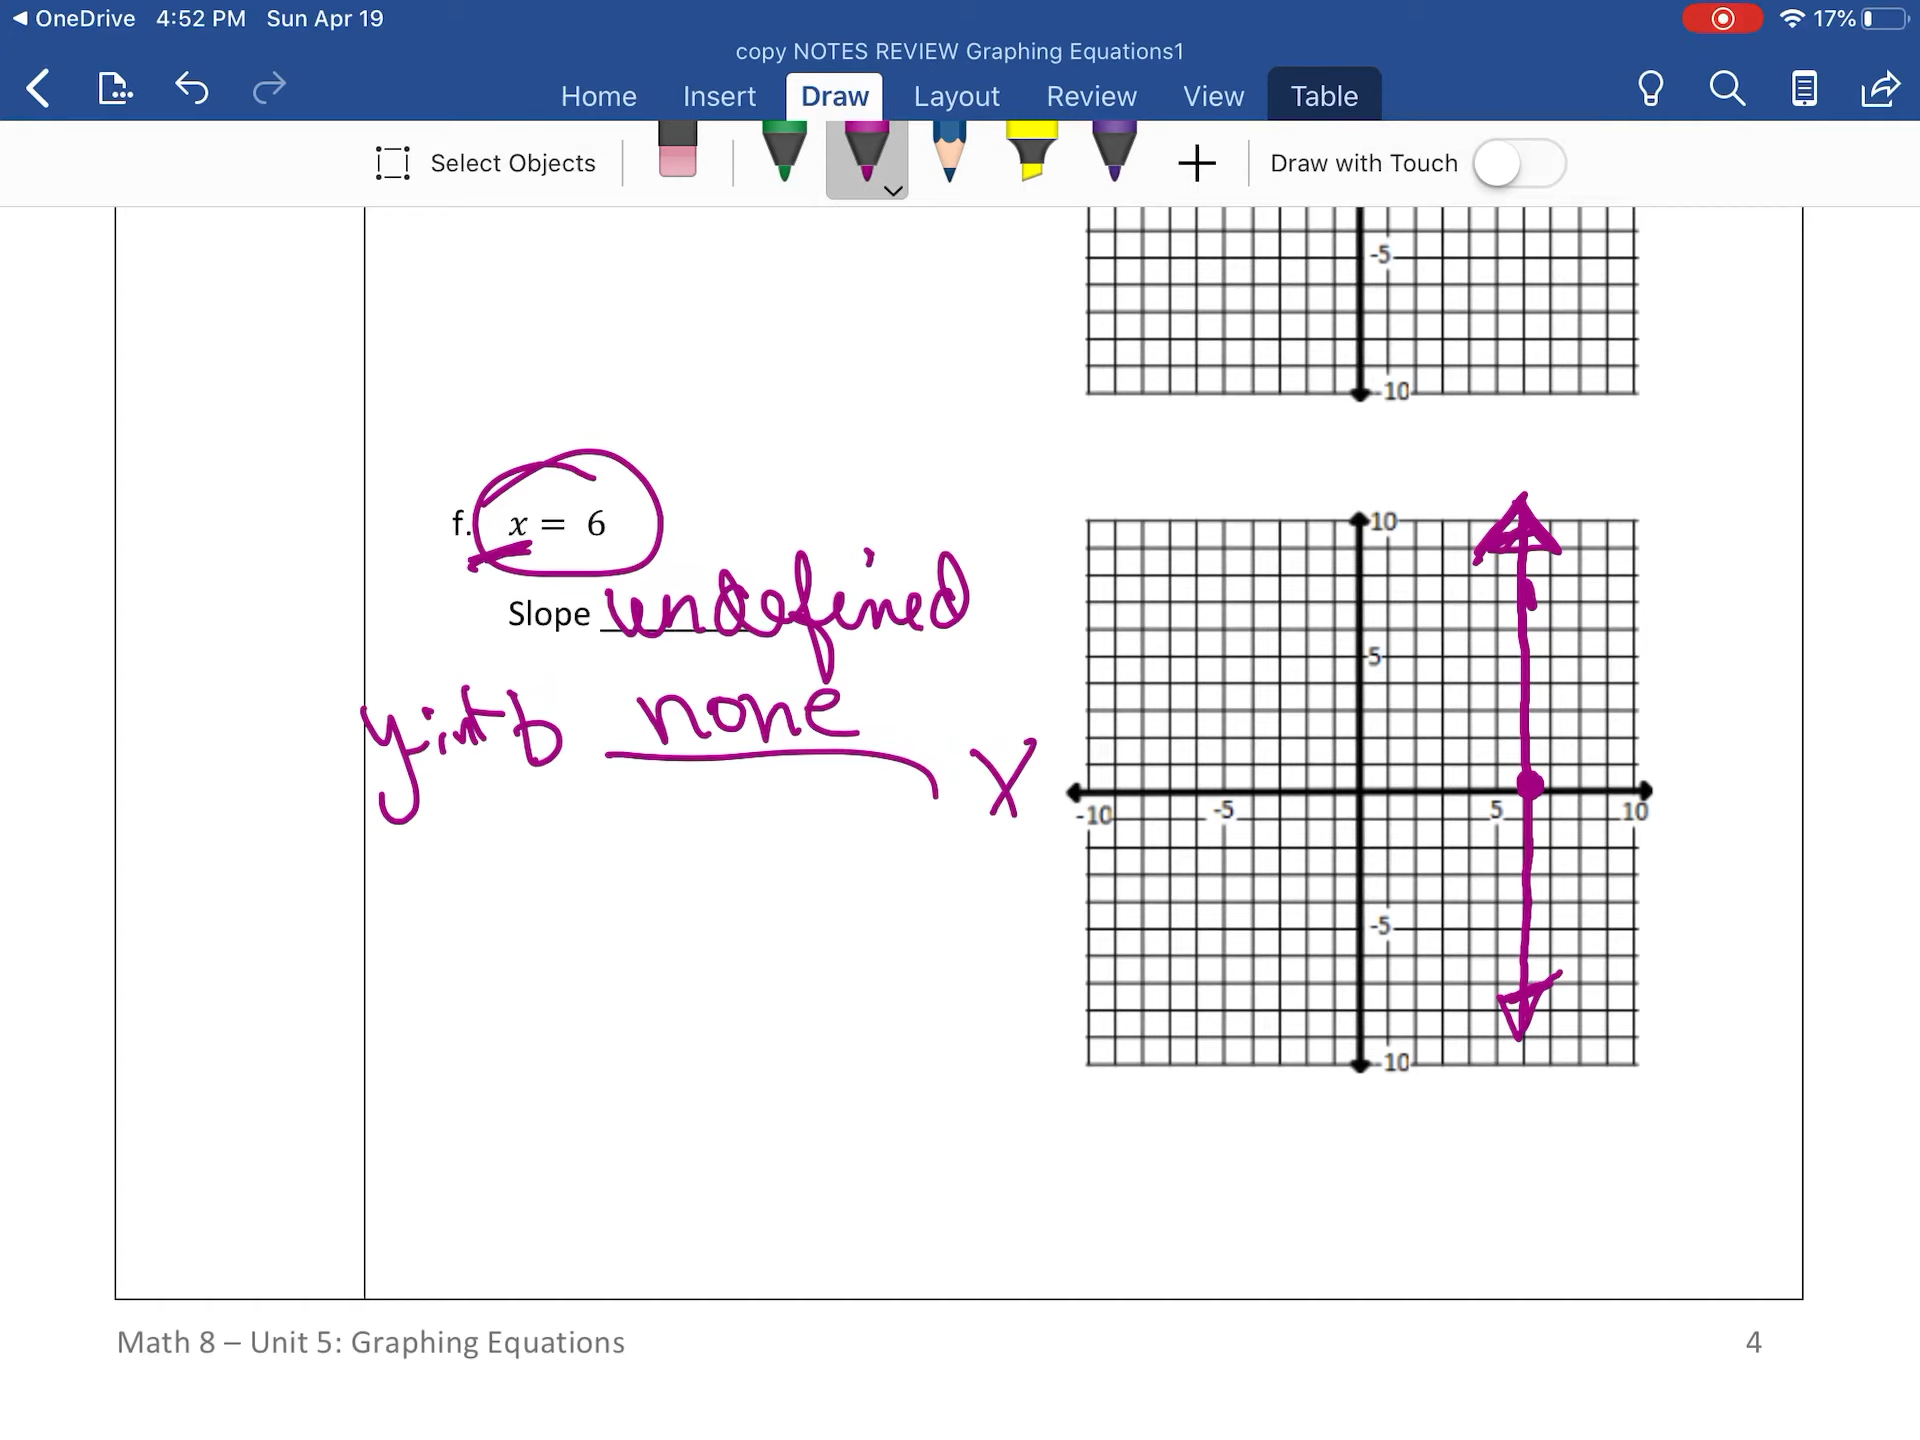 OneDrive 4:52 PM Sun Apr 19 17%
copy NOTES REVIEW Graphing Equations1
Home Insert Draw Layout Review View Table
Select Objects Draw with Touch
-5
-10
f. x = 6
Slope undefined
y-int b none
X
10
5
-10 -5 5 10
-5
-10
Math 8 – Unit 5: Graphing Equations 4